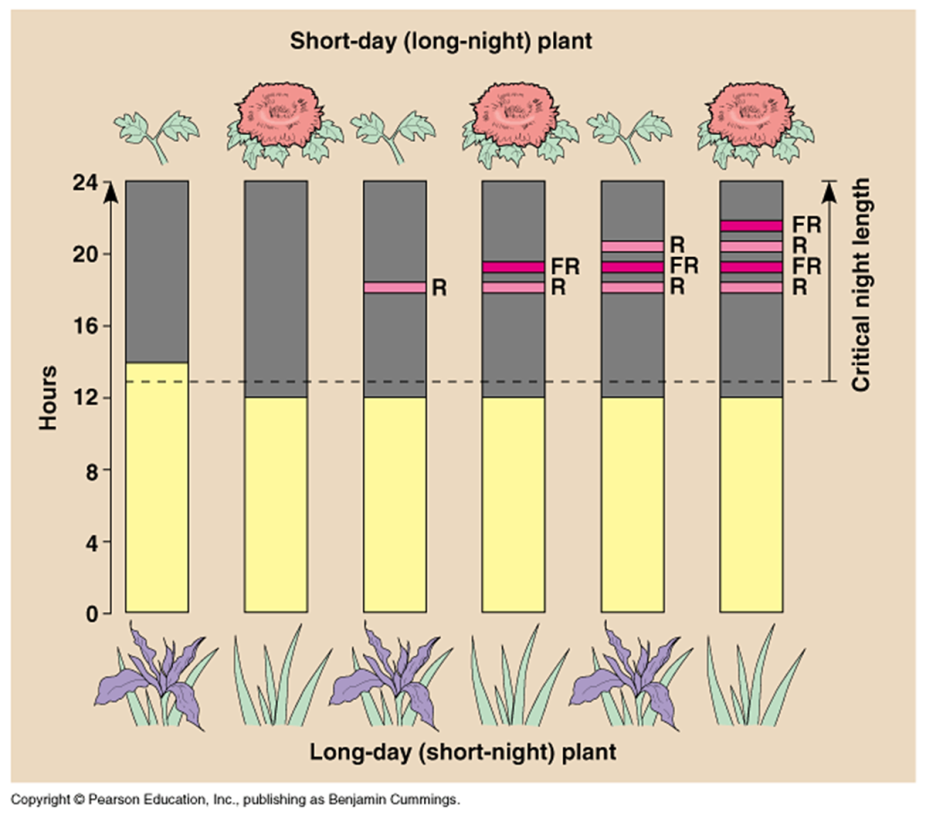 Short-day (long-night) plant
24
20
16
12
8
4
0
Hours
R
FR
R
R
FR
R
FR
R
FR
R
Critical night length
Long-day (short-night) plant
Copyright © Pearson Education, Inc., publishing as Benjamin Cummings.